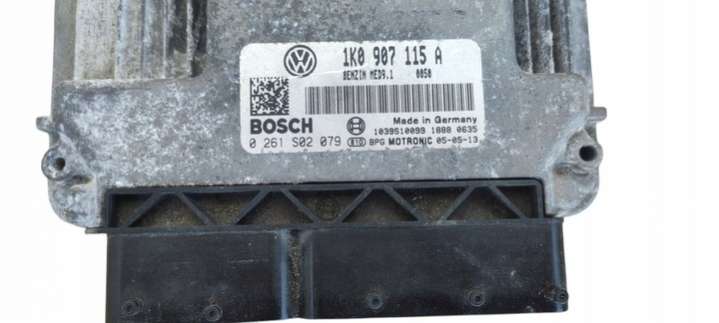 1K0 907 115 A
BENZIN MED9.1 0050
Made in Germany
BOSCH 1039S10099 1888 0635
0 261 S02 079 BPG MOTRONIC 05-05-13